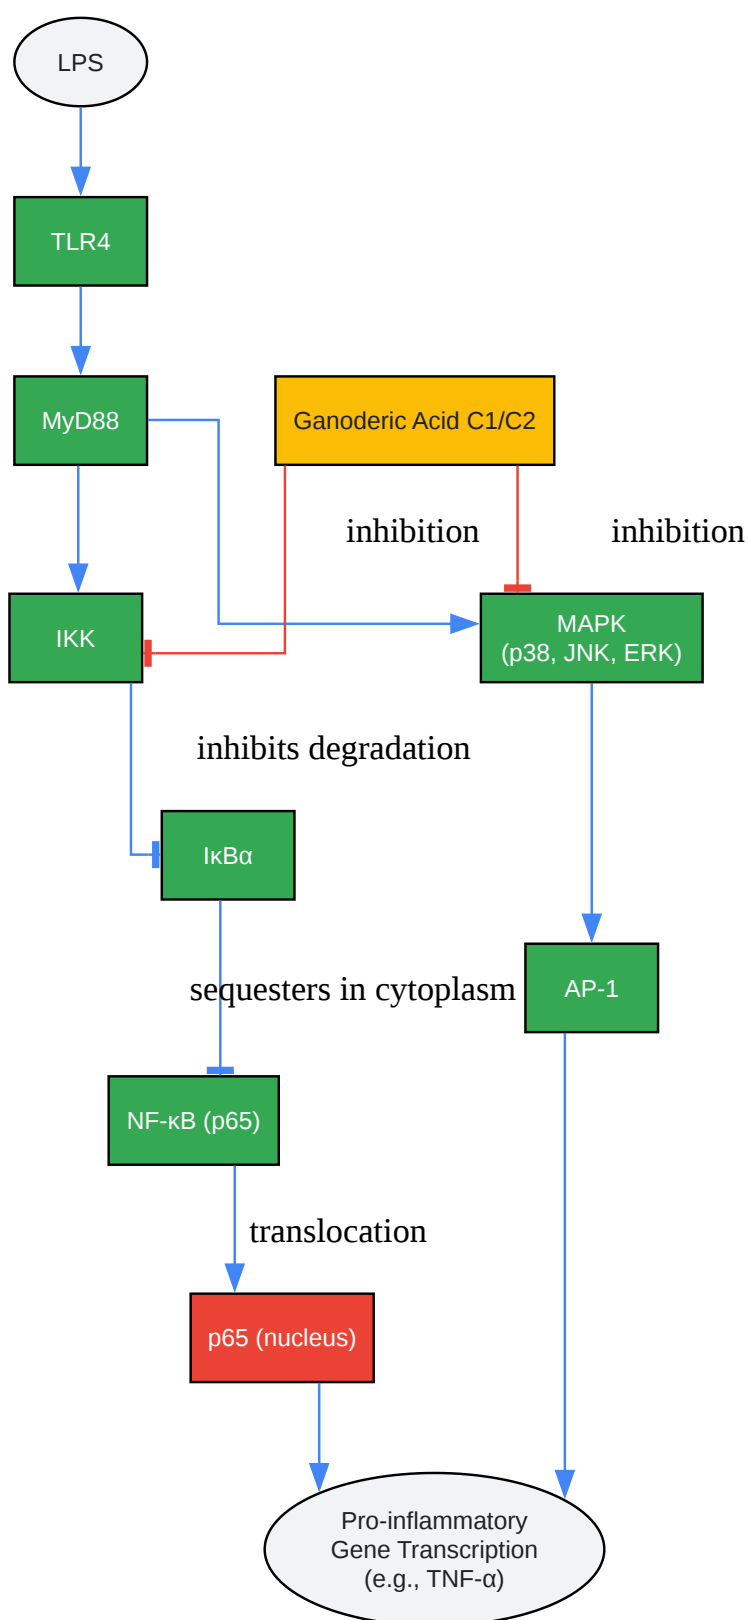 LPS
TLR4
MyD88
Ganoderic Acid C1/C2
inhibition
inhibition
IKK
MAPK
(p38, JNK, ERK)
inhibits degradation
IκBα
sequesters in cytoplasm
AP-1
NF-κB (p65)
translocation
p65 (nucleus)
Pro-inflammatory
Gene Transcription
(e.g., TNF-α)